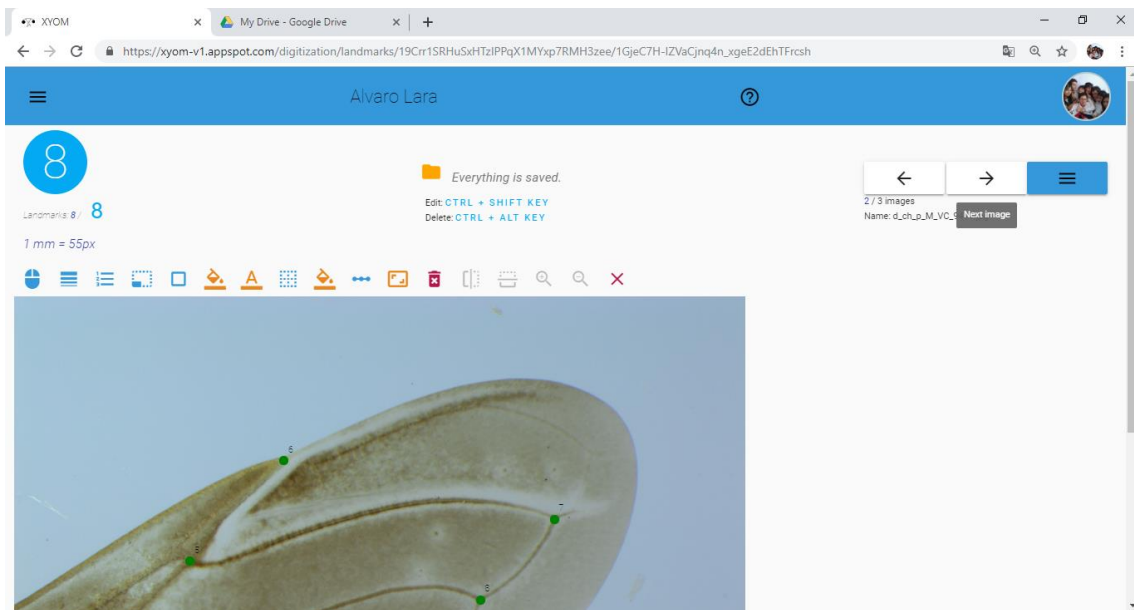 XYOM
My Drive - Google Drive
https://xyom-v1.appspot.com/digitization/landmarks/19Crr1SRHuSxHTzlPPqX1MYxp7RMH3zee/1GjeC7H-IZVaCjnq4n_xgeE2dEhTFrcsh
Alvaro Lara
8
Everything is saved.
Edit: CTRL + SHIFT KEY
Delete: CTRL + ALT KEY
Landmarks: 8 / 8
1 mm = 55px
2 / 3 images
Name: d_ch_p_M_VC_
Next image
6
7
5
8